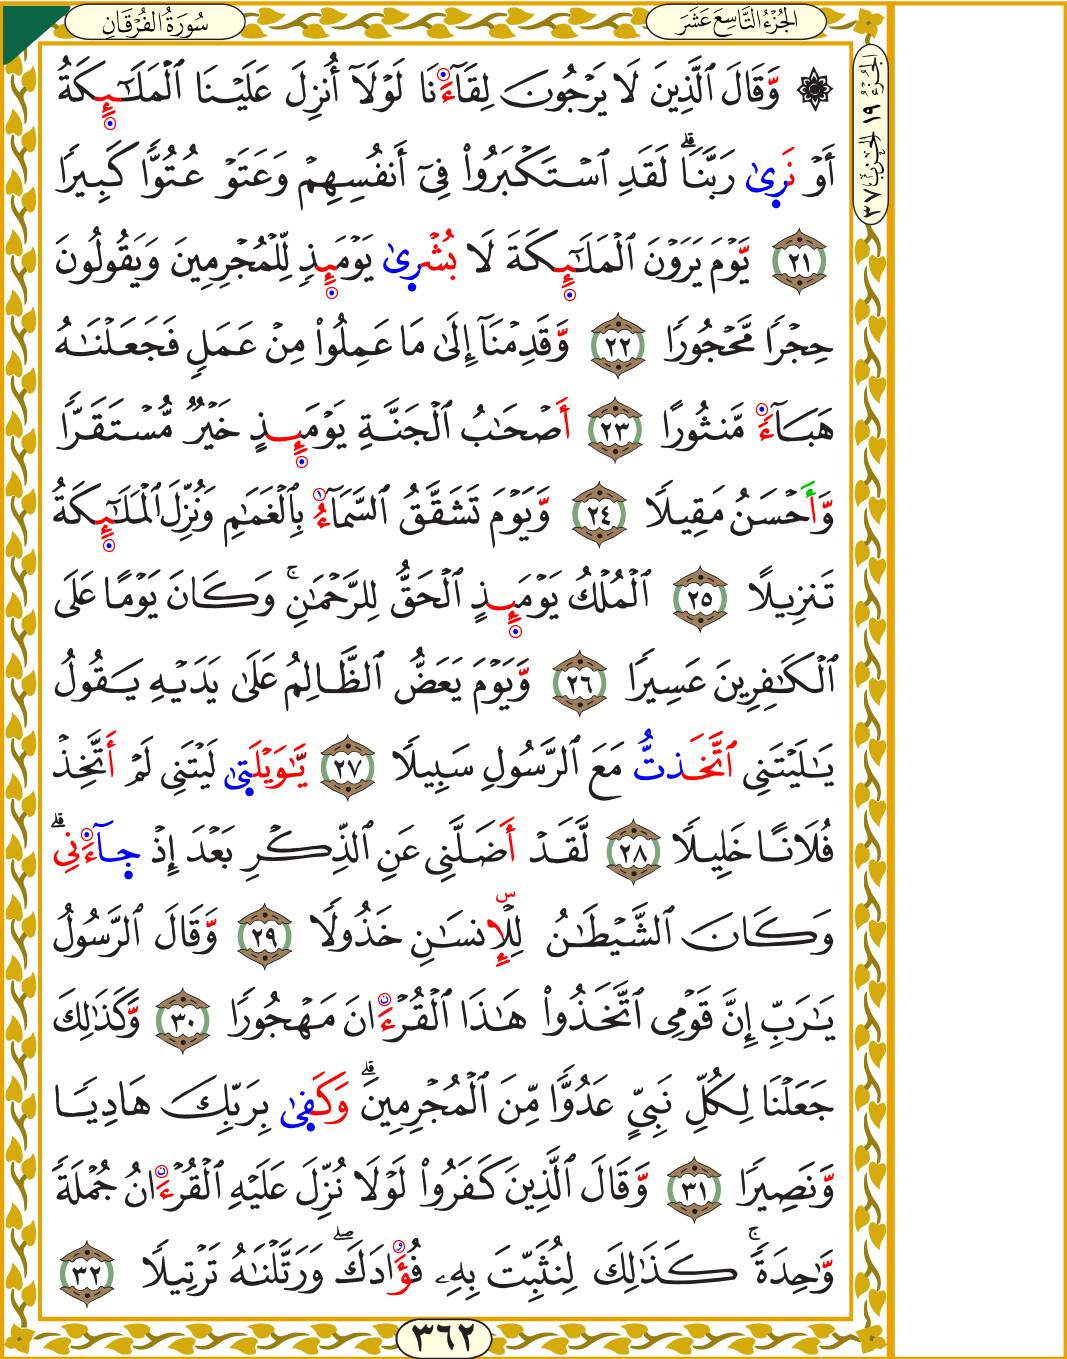 سُورَةُ الفُرْقَانِ
الجُزْءُ التَّاسِعَ عَشَرَ
الجزء ١٩ الحزب ٣٧
۞ وَّقَالَ ٱلَّذِينَ لَا يَرۡجُونَ لِقَآءَنَا لَوۡلَآ أُنزِلَ عَلَيۡنَا ٱلۡمَلَٰٓئِكَةُ
أَوۡ نَرٜىٰ رَبَّنَاۗ لَقَدِ ٱسۡتَكۡبَرُواْ فِيٓ أَنفُسِهِمۡ وَعَتَوۡ عُتُوّٗا كَبِيرٗا
٢١ يَّوۡمَ يَرَوۡنَ ٱلۡمَلَٰٓئِكَةَ لَا بُشۡرٜىٰ يَوۡمَئِذٖ لِّلۡمُجۡرِمِينَ وَيَقُولُونَ
حِجۡرٗا مَّحۡجُورٗا ٢٢ وَّقَدِمۡنَآ إِلَىٰ مَا عَمِلُواْ مِنۡ عَمَلٖ فَجَعَلۡنَٰهُ
هَبَآءٗ مَّنثُورًا ٢٣ أَصۡحَٰبُ ٱلۡجَنَّةِ يَوۡمَئِذٍ خَيۡرٞ مُّسۡتَقَرّٗا
وَّأَحۡسَنُ مَقِيلٗا ٢٤ وَّيَوۡمَ تَشَقَّقُ ٱلسَّمَآءُ بِٱلۡغَمَٰمِ وَنُزِّلَ ٱلۡمَلَٰٓئِكَةُ
تَنزِيلًا ٢٥ ٱلۡمُلۡكُ يَوۡمَئِذٍ ٱلۡحَقُّ لِلرَّحۡمَٰنِۚ وَكَانَ يَوۡمًا عَلَى
ٱلۡكَٰفِرِينَ عَسِيرٗا ٢٦ وَّيَوۡمَ يَعَضُّ ٱلظَّالِمُ عَلَىٰ يَدَيۡهِ يَقُولُ
يَٰلَيۡتَنِي ٱتَّخَذتُّ مَعَ ٱلرَّسُولِ سَبِيلٗا ٢٧ يَّٰوَيۡلَتٜىٰ لَيۡتَنِي لَمۡ أَتَّخِذۡ
فُلَانًا خَلِيلٗا ٢٨ لَّقَدۡ أَضَلَّنِي عَنِ ٱلذِّكۡرِ بَعۡدَ إِذۡ جٜآءَنِيۗ
وَكَانَ ٱلشَّيۡطَٰنُ لِلۡإِنسَٰنِ خَذُولٗا ٢٩ وَّقَالَ ٱلرَّسُولُ
يَٰرَبِّ إِنَّ قَوۡمِي ٱتَّخَذُواْ هَٰذَا ٱلۡقُرۡءَانَ مَهۡجُورٗا ٣٠ وَّكَذَٰلِكَ
جَعَلۡنَا لِكُلِّ نَبِيٍّ عَدُوّٗا مِّنَ ٱلۡمُجۡرِمِينَۗ وَكَفٜىٰ بِرَبِّكَ هَادِيٗا
وَّنَصِيرٗا ٣١ وَّقَالَ ٱلَّذِينَ كَفَرُواْ لَوۡلَا نُزِّلَ عَلَيۡهِ ٱلۡقُرۡءَانُ جُمۡلَةٗ
وَّٰحِدَةٗۚ كَذَٰلِكَ لِنُثَبِّتَ بِهِۦ فُؤَادَكَۖ وَرَتَّلۡنَٰهُ تَرۡتِيلٗا ٣٢
٣٦٢